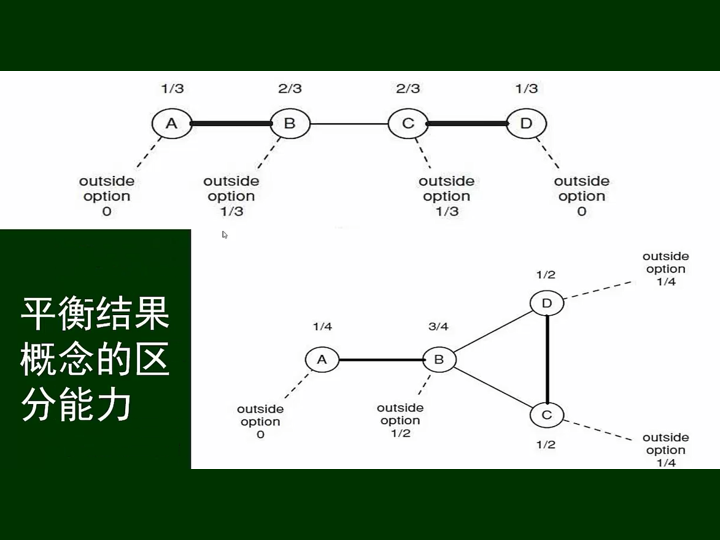 1/3 2/3 2/3 1/3
A B C D
outside outside outside outside
option option option option
0 1/3 1/3 0
平衡结果
概念的区
分能力
outside
option
1/4
1/2
D
1/4 3/4
A B
outside
option
0
outside
option
1/2
C
1/2
outside
option
1/4